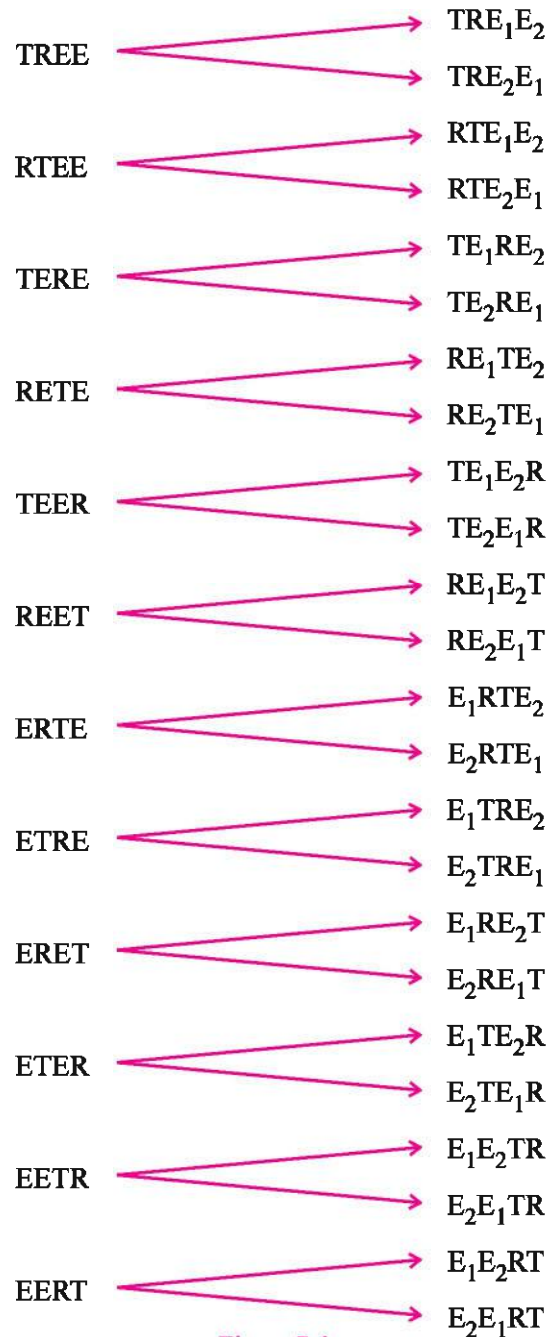 TRE₁E₂
TREE
TRE₂E₁
RTE₁E₂
RTEE
RTE₂E₁
TE₁RE₂
TERE
TE₂RE₁
RE₁TE₂
RETE
RE₂TE₁
TE₁E₂R
TEER
TE₂E₁R
RE₁E₂T
REET
RE₂E₁T
E₁RTE₂
ERTE
E₂RTE₁
E₁TRE₂
ETRE
E₂TRE₁
E₁RE₂T
ERET
E₂RE₁T
E₁TE₂R
ETER
E₂TE₁R
E₁E₂TR
EETR
E₂E₁TR
E₁E₂RT
EERT
E₂E₁RT